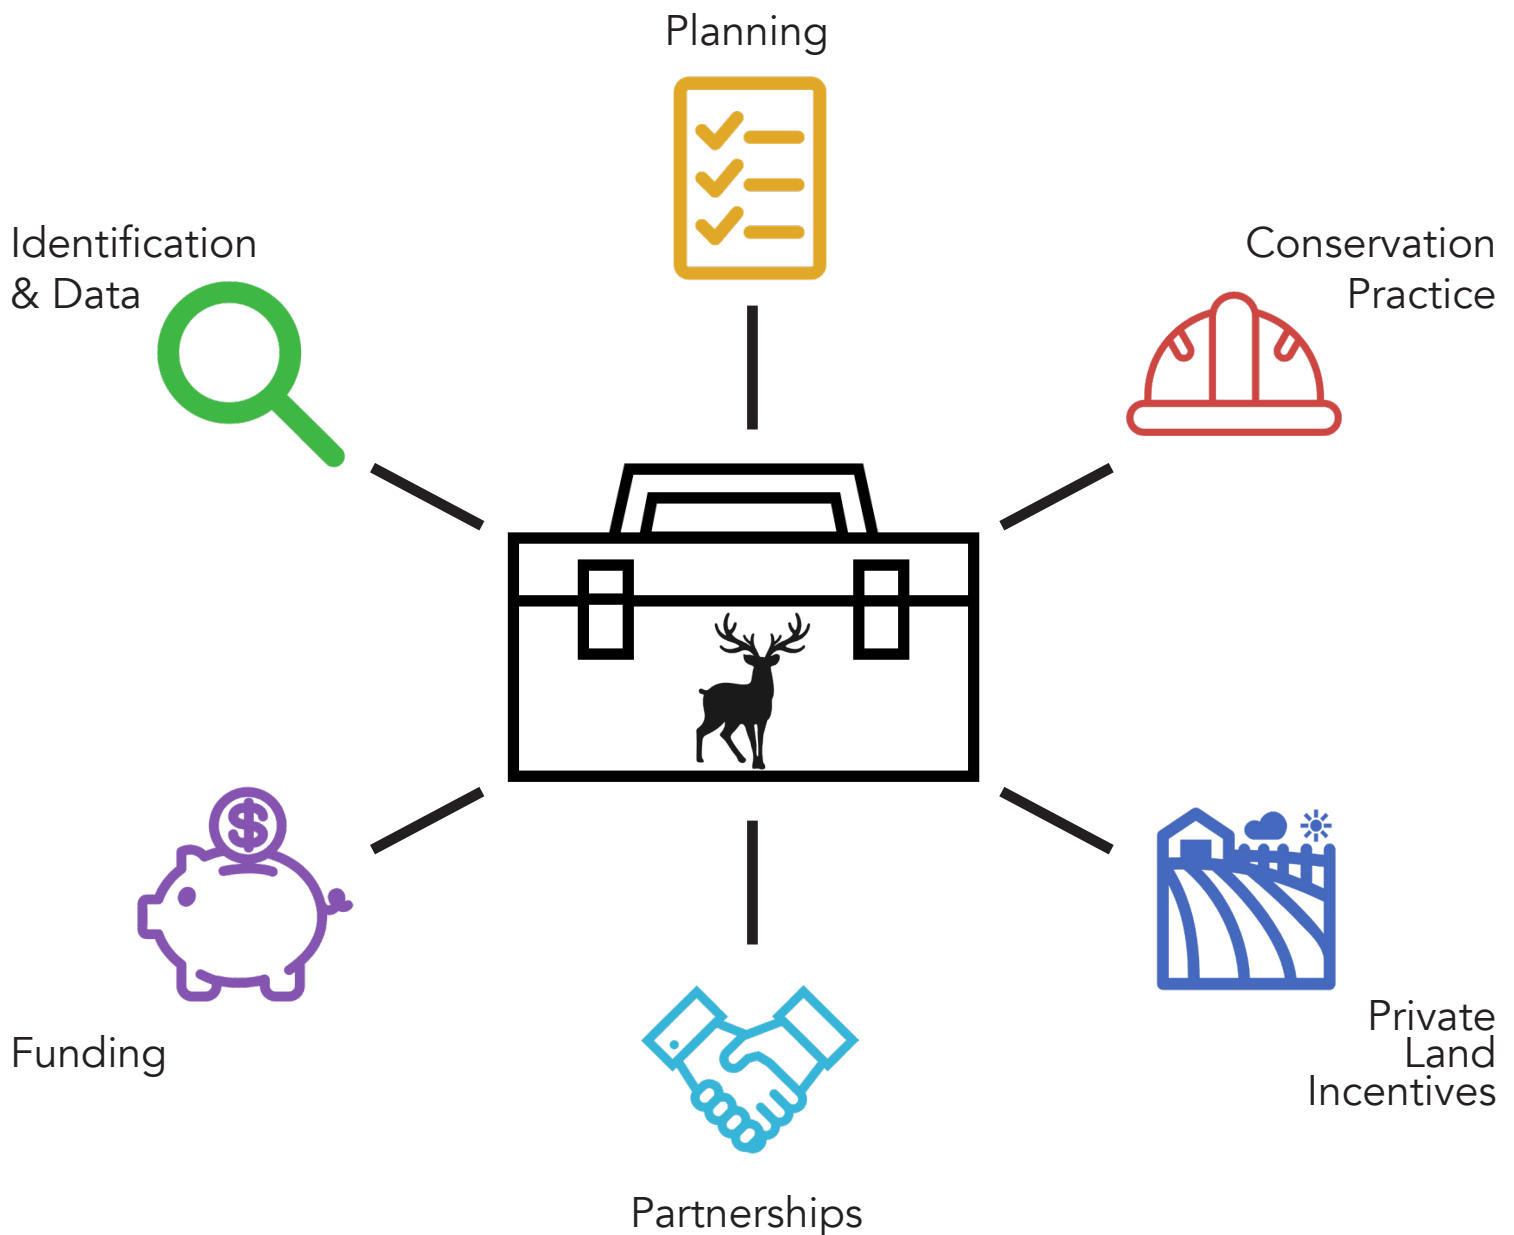 Planning
Identification
& Data
Conservation
Practice
$
Funding
Private
Land
Incentives
Partnerships